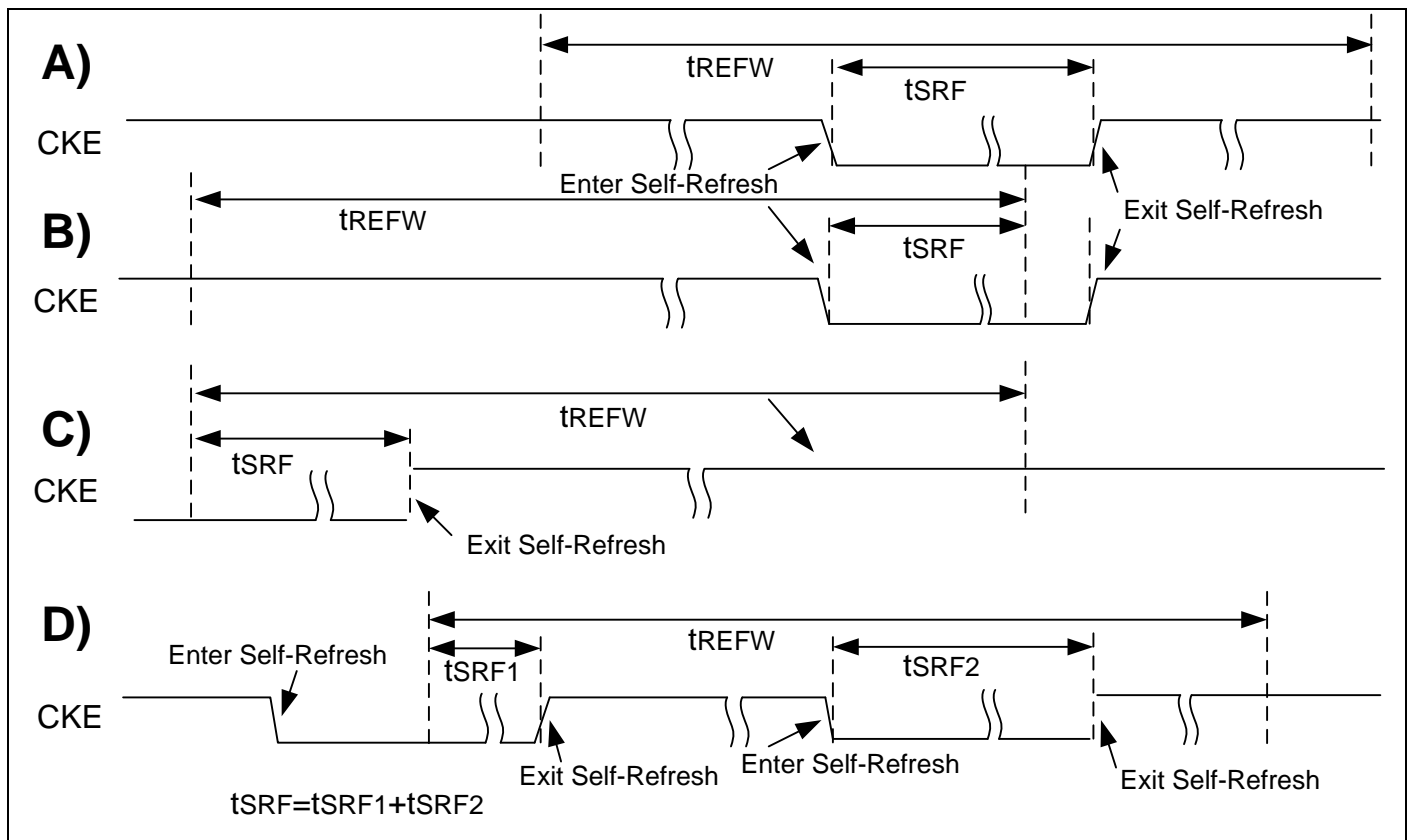 A)
tREFW
tSRF
CKE
Enter Self-Refresh
Exit Self-Refresh
B)
tREFW
tSRF
CKE
C)
tREFW
tSRF
CKE
Exit Self-Refresh
D)
tREFW
Enter Self-Refresh
tSRF1
tSRF2
CKE
Exit Self-Refresh
Enter Self-Refresh
Exit Self-Refresh
tSRF=tSRF1+tSRF2